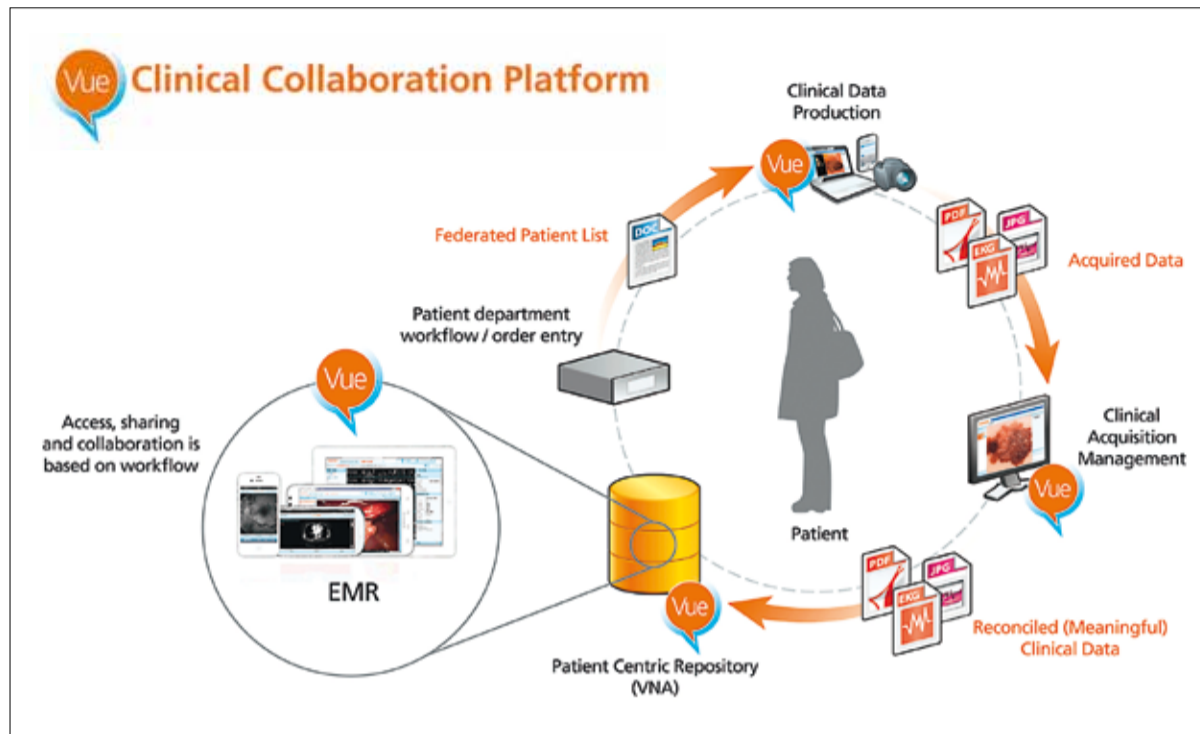 Vue Clinical Collaboration Platform
Clinical Data
Production
Vue
Federated Patient List
DOC
PDF
JPG
EKG
Acquired Data
Patient department
workflow / order entry
Vue
Access, sharing
and collaboration is
based on workflow
EMR
Clinical
Acquisition
Management
Vue
Patient
PDF
JPG
EKG
Reconciled (Meaningful)
Clinical Data
Vue
Patient Centric Repository
(VNA)